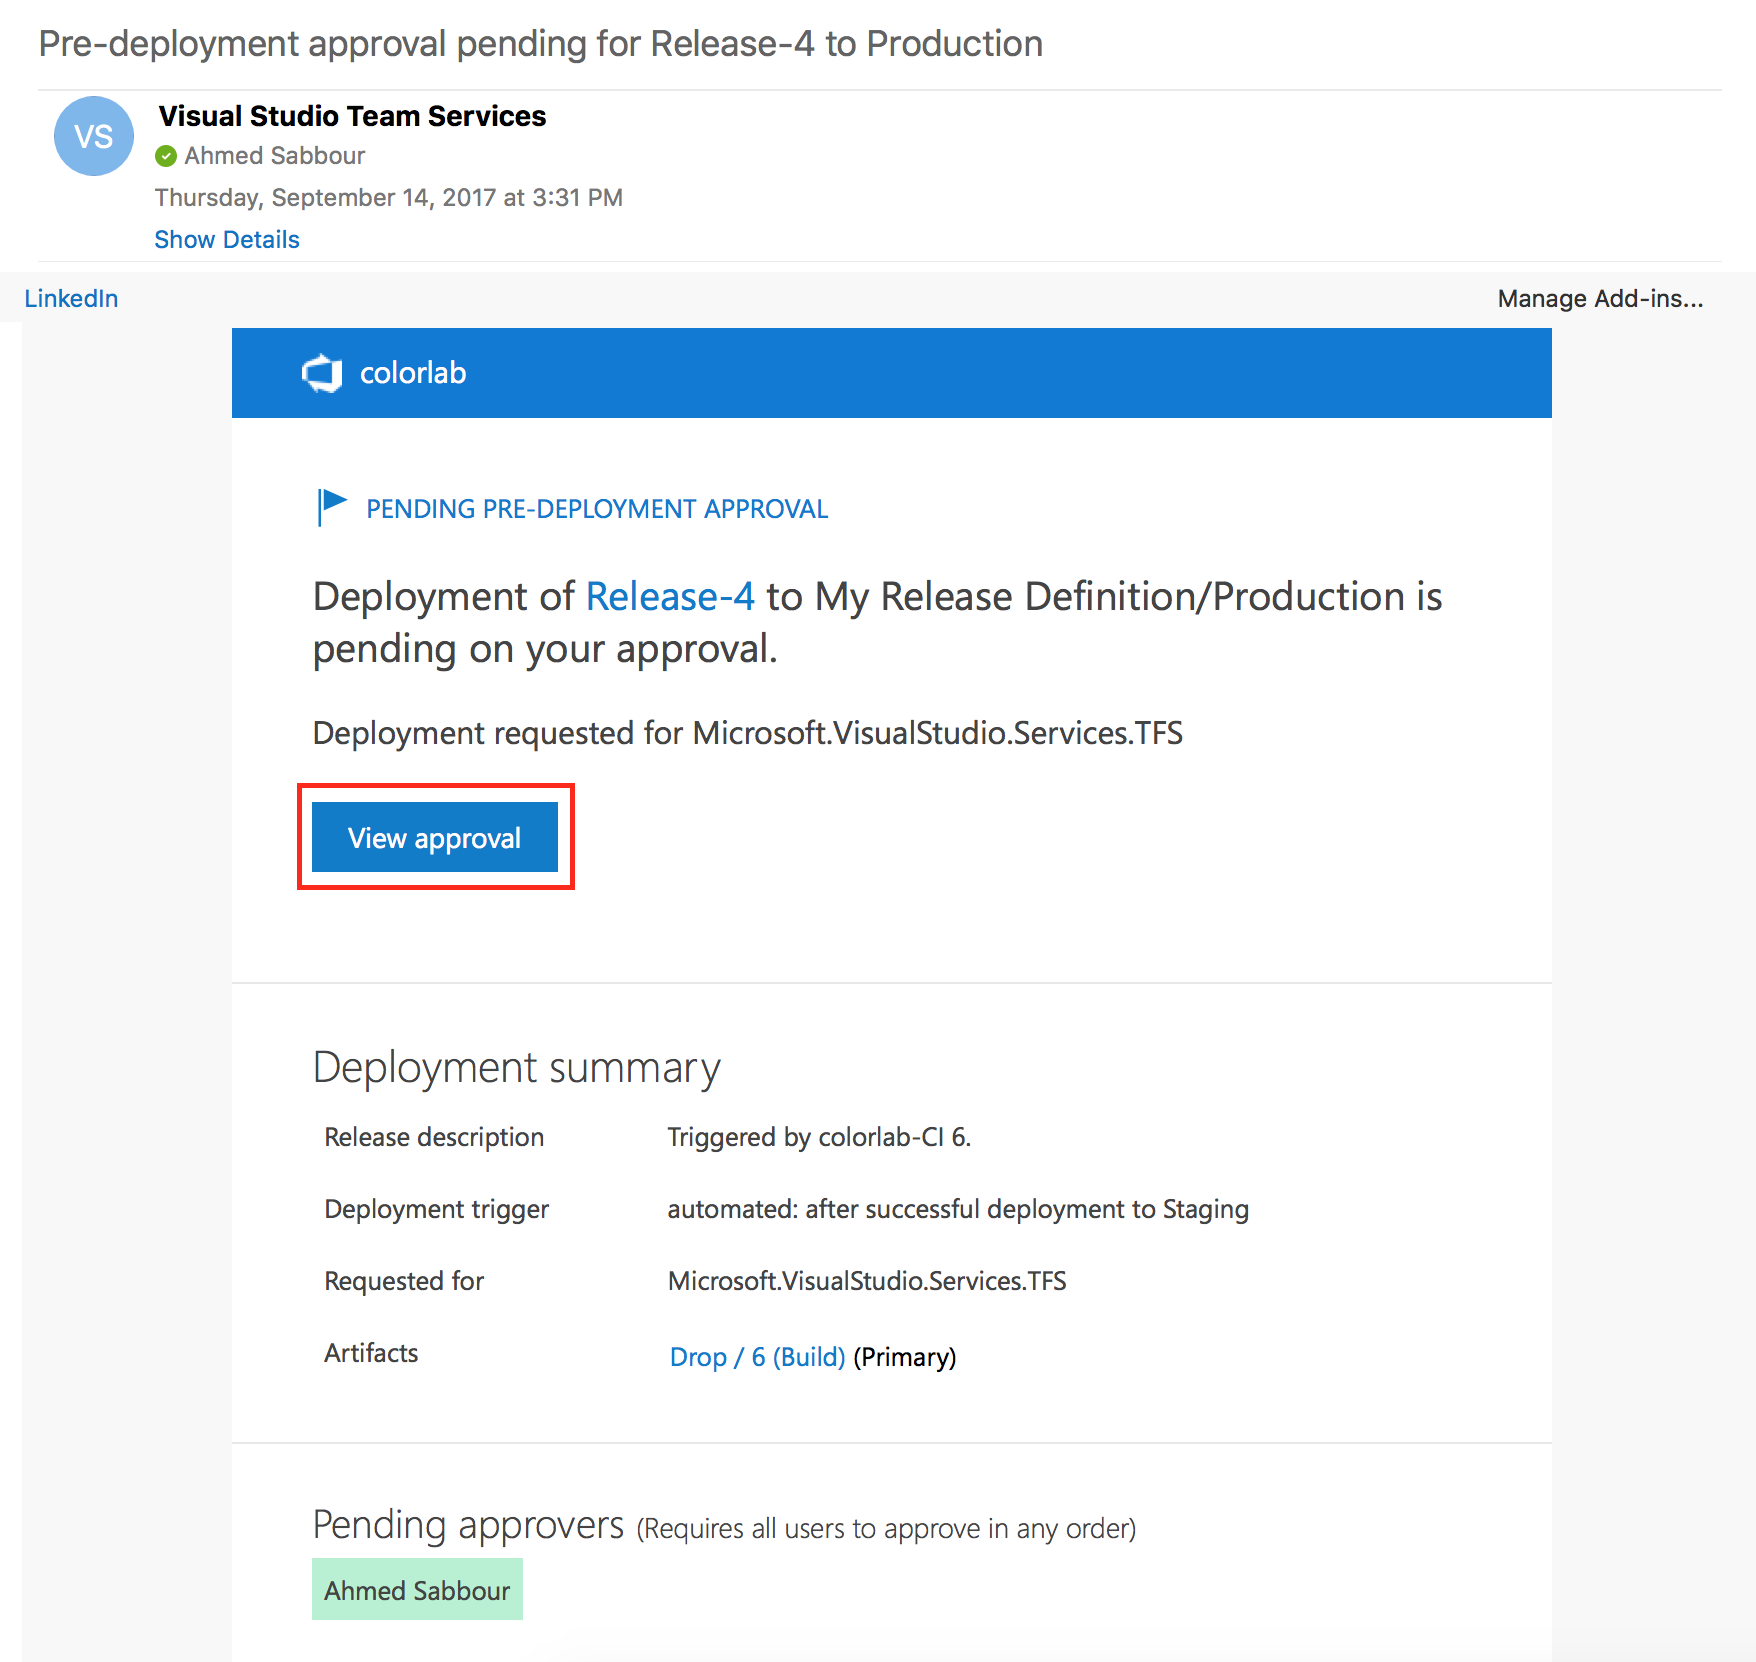 Pre-deployment approval pending for Release-4 to Production
VS
Visual Studio Team Services
Ahmed Sabbour
Thursday, September 14, 2017 at 3:31 PM
Show Details
LinkedIn
Manage Add-ins...
colorlab
PENDING PRE-DEPLOYMENT APPROVAL
Deployment of Release-4 to My Release Definition/Production is
pending on your approval.
Deployment requested for Microsoft.VisualStudio.Services.TFS
View approval
Deployment summary
Release description Triggered by colorlab-CI 6.
Deployment trigger automated: after successful deployment to Staging
Requested for Microsoft.VisualStudio.Services.TFS
Artifacts Drop / 6 (Build) (Primary)
Pending approvers (Requires all users to approve in any order)
Ahmed Sabbour